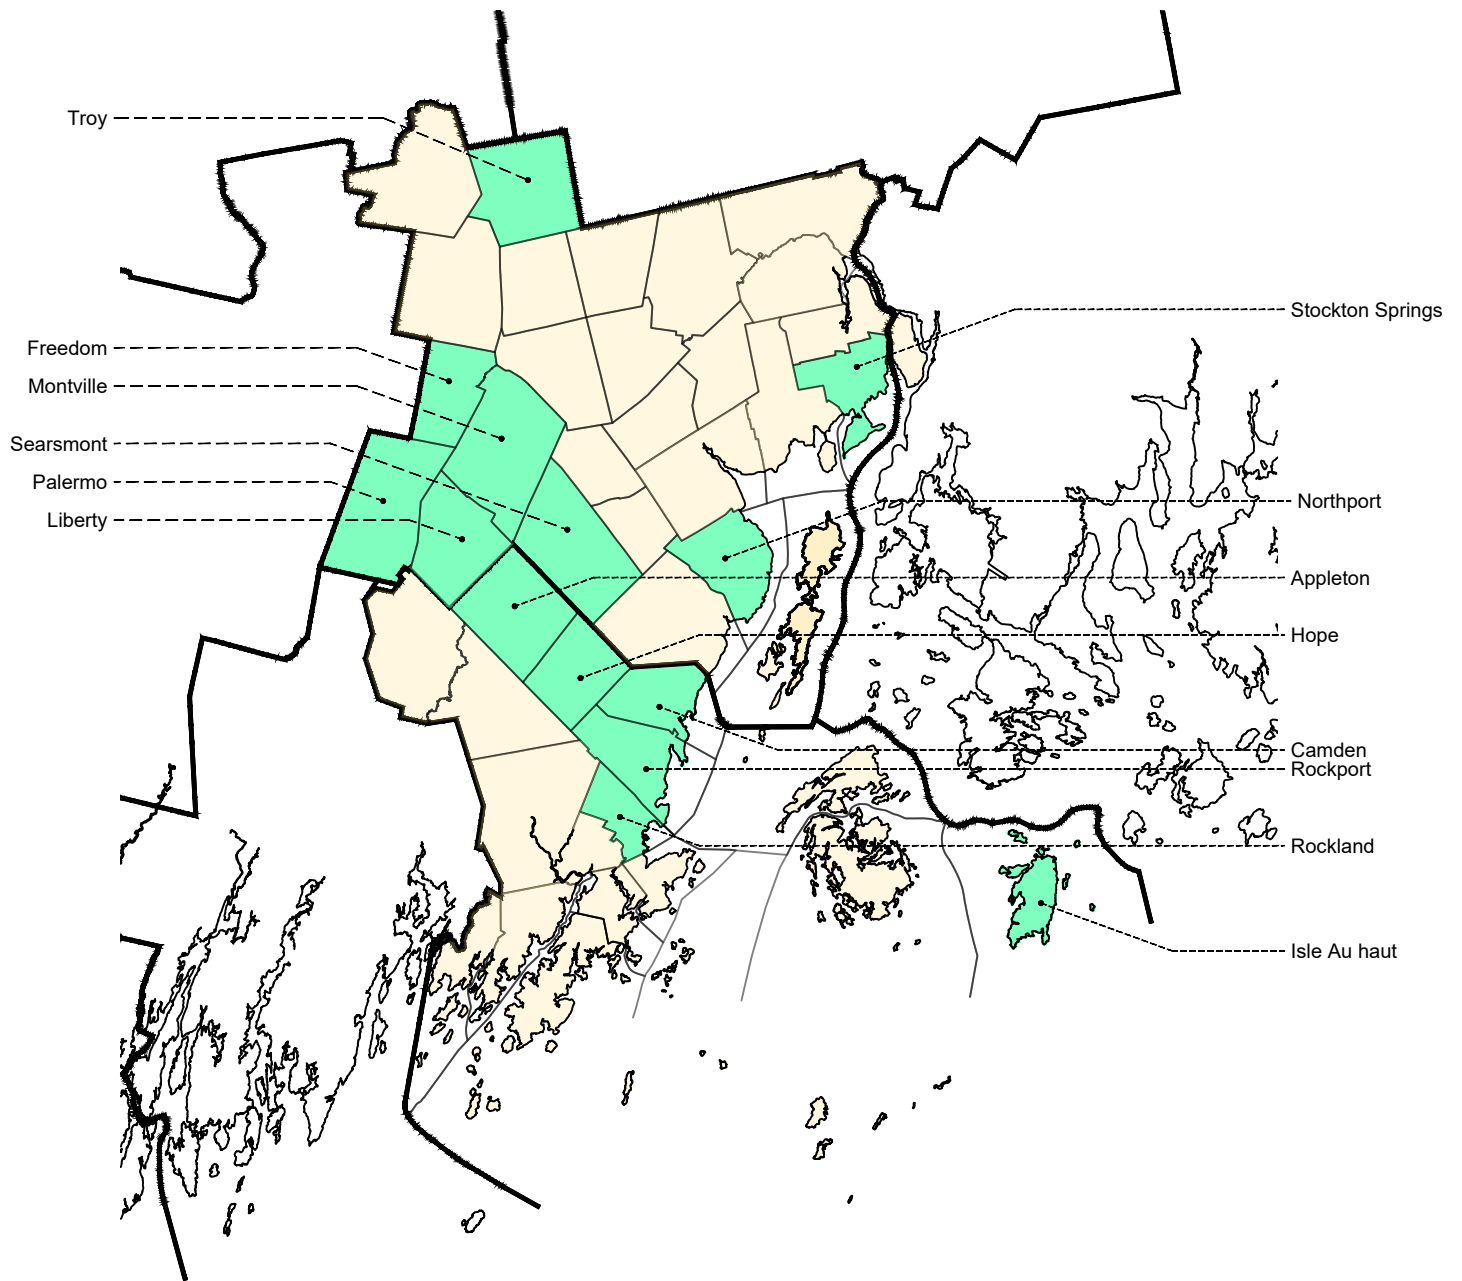 Troy
Freedom
Montville
Searsmont
Palermo
Liberty
Stockton Springs
Northport
Appleton
Hope
Camden
Rockport
Rockland
Isle Au haut